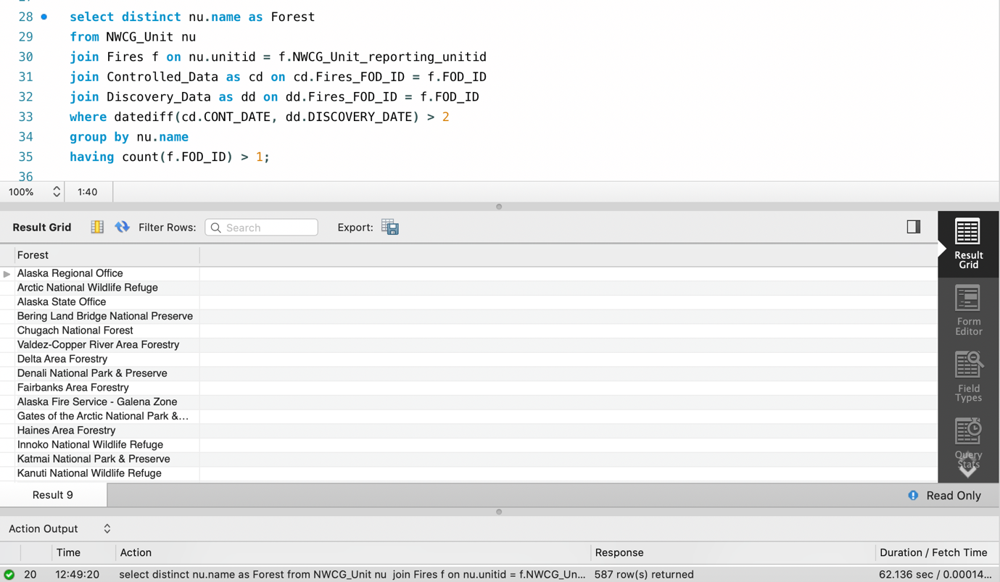 28 select distinct nu.name as Forest
29 from NWCG_Unit nu
30 join Fires f on nu.unitid = f.NWCG_Unit_reporting_unitid
31 join Controlled_Data as cd on cd.Fires_FOD_ID = f.FOD_ID
32 join Discovery_Data as dd on dd.Fires_FOD_ID = f.FOD_ID
33 where datediff(cd.CONT_DATE, dd.DISCOVERY_DATE) > 2
34 group by nu.name
35 having count(f.FOD_ID) > 1;
36
100% 1:40
Result Grid Filter Rows: Search Export:
Forest
Alaska Regional Office
Arctic National Wildlife Refuge
Alaska State Office
Bering Land Bridge National Preserve
Chugach National Forest
Valdez-Copper River Area Forestry
Delta Area Forestry
Denali National Park & Preserve
Fairbanks Area Forestry
Alaska Fire Service - Galena Zone
Gates of the Arctic National Park &...
Haines Area Forestry
Innoko National Wildlife Refuge
Katmai National Park & Preserve
Kanuti National Wildlife Refuge
Result
Grid
Form
Editor
Field
Types
Query
Stats
Result 9 Read Only
Action Output
Time Action Response Duration / Fetch Time
20 12:49:20 select distinct nu.name as Forest from NWCG_Unit nu join Fires f on nu.unitid = f.NWCG_Un... 587 row(s) returned 62.136 sec / 0.00014...